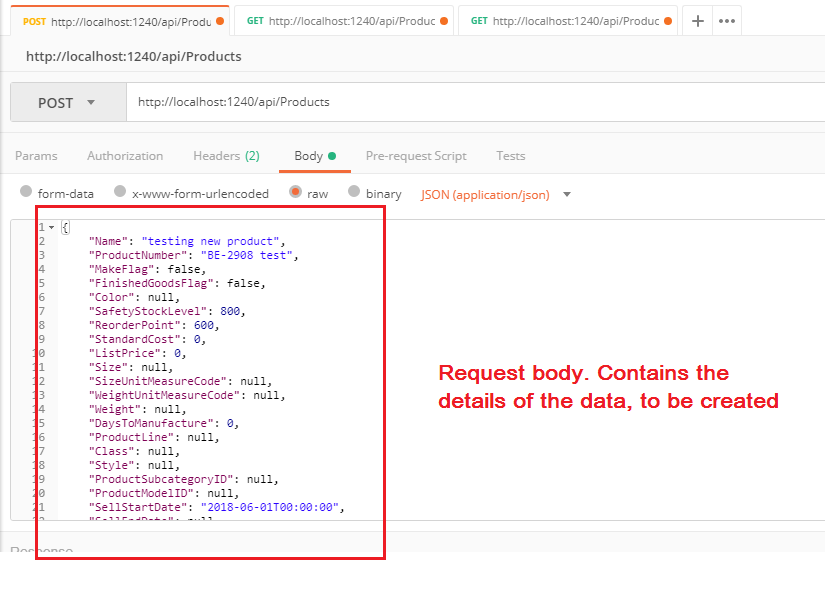 POST http://localhost:1240/api/Produ GET http://localhost:1240/api/Produc GET http://localhost:1240/api/Produc + •••
http://localhost:1240/api/Products
POST http://localhost:1240/api/Products
Params Authorization Headers (2) Body Pre-request Script Tests
form-data x-www-form-urlencoded raw binary JSON (application/json)
1 {
2 "Name": "testing new product",
3 "ProductNumber": "BE-2908 test",
4 "MakeFlag": false,
5 "FinishedGoodsFlag": false,
6 "Color": null,
7 "SafetyStockLevel": 800,
8 "ReorderPoint": 600,
9 "StandardCost": 0,
10 "ListPrice": 0,
11 "Size": null,
12 "SizeUnitMeasureCode": null,
13 "WeightUnitMeasureCode": null,
14 "Weight": null,
15 "DaysToManufacture": 0,
16 "ProductLine": null,
17 "Class": null,
18 "Style": null,
19 "ProductSubcategoryID": null,
20 "ProductModelID": null,
21 "SellStartDate": "2018-06-01T00:00:00",
22 "SellEndDate": null,
Response
Request body. Contains the
details of the data, to be created